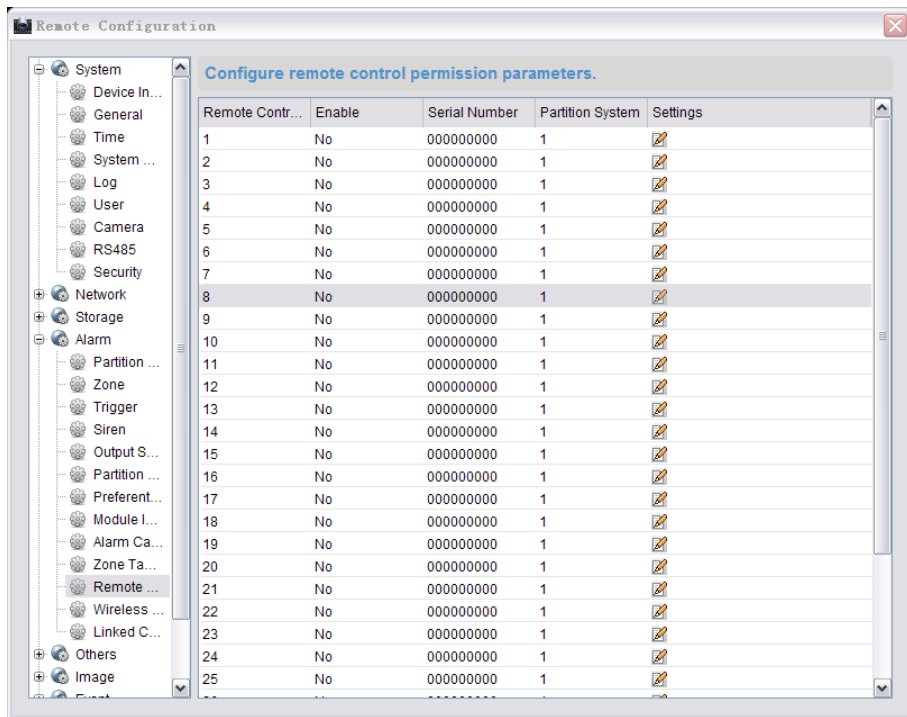 Remote Configuration
System
Device In...
General
Time
System ...
Log
User
Camera
RS485
Security
Network
Storage
Alarm
Partition ...
Zone
Trigger
Siren
Output S...
Partition ...
Preferent...
Module I...
Alarm Ca...
Zone Ta...
Remote ...
Wireless ...
Linked C...
Others
Image
Event
Configure remote control permission parameters.
Remote Contr... Enable Serial Number Partition System Settings
1 No 000000000 1
2 No 000000000 1
3 No 000000000 1
4 No 000000000 1
5 No 000000000 1
6 No 000000000 1
7 No 000000000 1
8 No 000000000 1
9 No 000000000 1
10 No 000000000 1
11 No 000000000 1
12 No 000000000 1
13 No 000000000 1
14 No 000000000 1
15 No 000000000 1
16 No 000000000 1
17 No 000000000 1
18 No 000000000 1
19 No 000000000 1
20 No 000000000 1
21 No 000000000 1
22 No 000000000 1
23 No 000000000 1
24 No 000000000 1
25 No 000000000 1